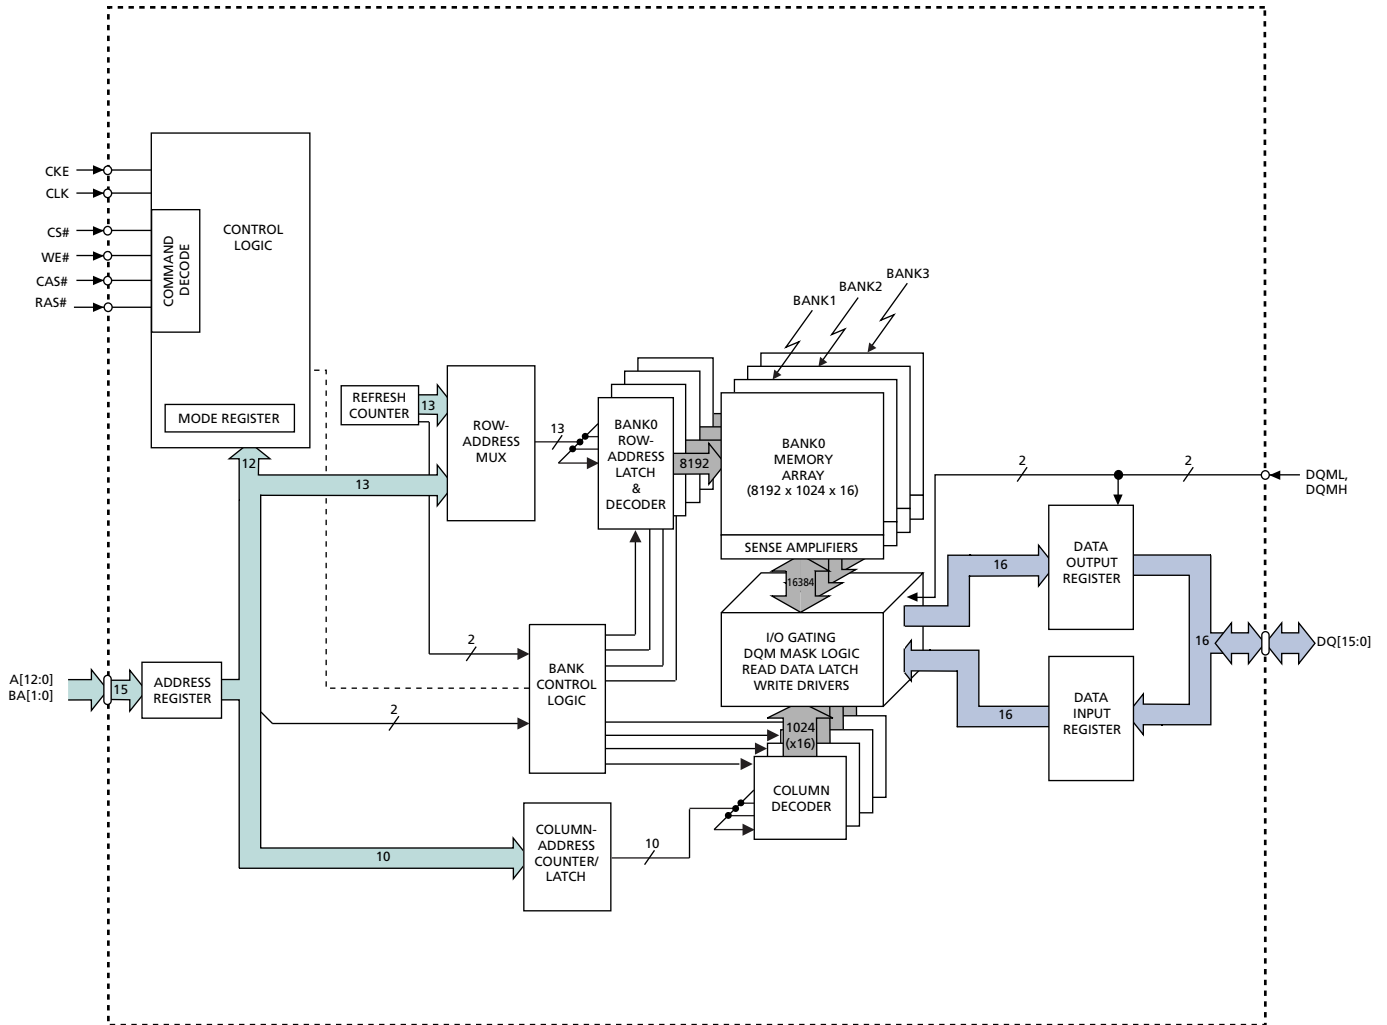 CKE
CLK
CS#
WE#
CAS#
RAS#
CONTROL
LOGIC
COMMAND
DECODE
MODE REGISTER
12
13
REFRESH
COUNTER
13
ROW-
ADDRESS
MUX
13
BANK0
ROW-
ADDRESS
LATCH
&
DECODER
8192
BANK1
BANK2
BANK3
BANK0
MEMORY
ARRAY
(8192 x 1024 x 16)
SENSE AMPLIFIERS
16384
I/O GATING
DQM MASK LOGIC
READ DATA LATCH
WRITE DRIVERS
1024
(x16)
COLUMN
DECODER
2
2
DQML,
DQMH
16
DATA
OUTPUT
REGISTER
16
DQ[15:0]
16
DATA
INPUT
REGISTER
A[12:0]
BA[1:0]
15
ADDRESS
REGISTER
2
2
BANK
CONTROL
LOGIC
10
COLUMN-
ADDRESS
COUNTER/
LATCH
10